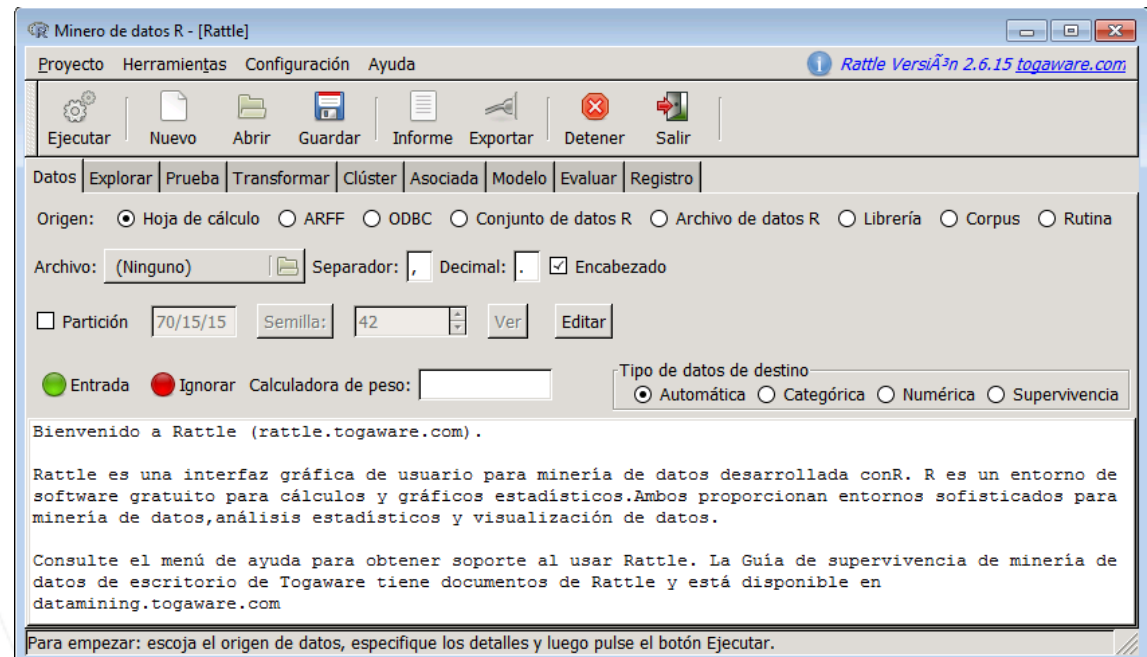 Minero de datos R - [Rattle]
Proyecto Herramientas Configuración Ayuda Rattle VersiÃ³n 2.6.15 togaware.com
Ejecutar Nuevo Abrir Guardar Informe Exportar Detener Salir
Datos Explorar Prueba Transformar Clúster Asociada Modelo Evaluar Registro
Origen: Hoja de cálculo ARFF ODBC Conjunto de datos R Archivo de datos R Librería Corpus Rutina
Archivo: (Ninguno) Separador: , Decimal: . Encabezado
Partición 70/15/15 Semilla: 42 Ver Editar
Tipo de datos de destino
Entrada Ignorar Calculadora de peso: Automática Categórica Numérica Supervivencia
Bienvenido a Rattle (rattle.togaware.com).
Rattle es una interfaz gráfica de usuario para minería de datos desarrollada conR. R es un entorno de
software gratuito para cálculos y gráficos estadísticos.Ambos proporcionan entornos sofisticados para
minería de datos,análisis estadísticos y visualización de datos.
Consulte el menú de ayuda para obtener soporte al usar Rattle. La Guía de supervivencia de minería de
datos de escritorio de Togaware tiene documentos de Rattle y está disponible en
datamining.togaware.com
Para empezar: escoja el origen de datos, especifique los detalles y luego pulse el botón Ejecutar.